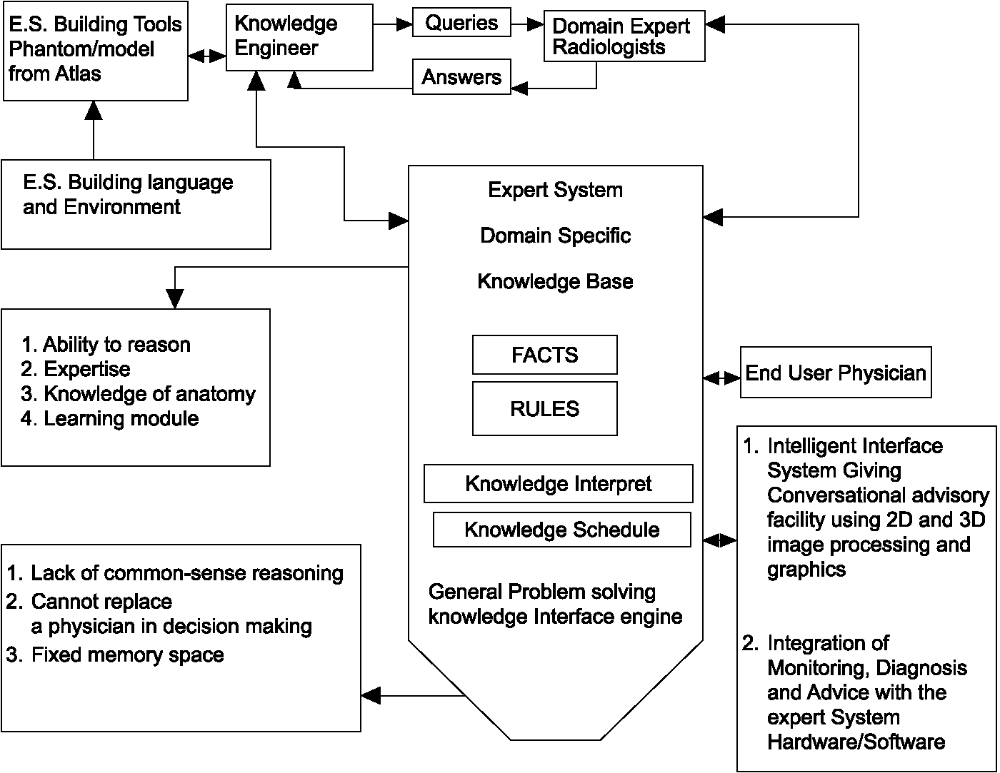 E.S. Building Tools
Phantom/model
from Atlas
Knowledge
Engineer
Queries
Answers
Domain Expert
Radiologists
E.S. Building language
and Environment
Expert System
Domain Specific
Knowledge Base
FACTS
RULES
Knowledge Interpret
Knowledge Schedule
General Problem solving
knowledge Interface engine
1. Ability to reason
2. Expertise
3. Knowledge of anatomy
4. Learning module
End User Physician
1. Intelligent Interface
System Giving
Conversational advisory
facility using 2D and 3D
image processing and
graphics
2. Integration of
Monitoring, Diagnosis
and Advice with the
expert System
Hardware/Software
1. Lack of common-sense reasoning
2. Cannot replace
a physician in decision making
3. Fixed memory space